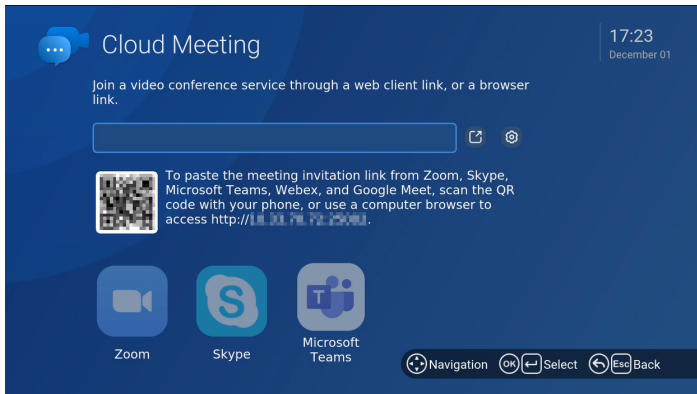 Cloud Meeting
17:23
December 01
Join a video conference service through a web client link, or a browser
link.
To paste the meeting invitation link from Zoom, Skype,
Microsoft Teams, Webex, and Google Meet, scan the QR
code with your phone, or use a computer browser to
access http://
Zoom
Skype
Microsoft
Teams
Navigation OK Select Esc Back